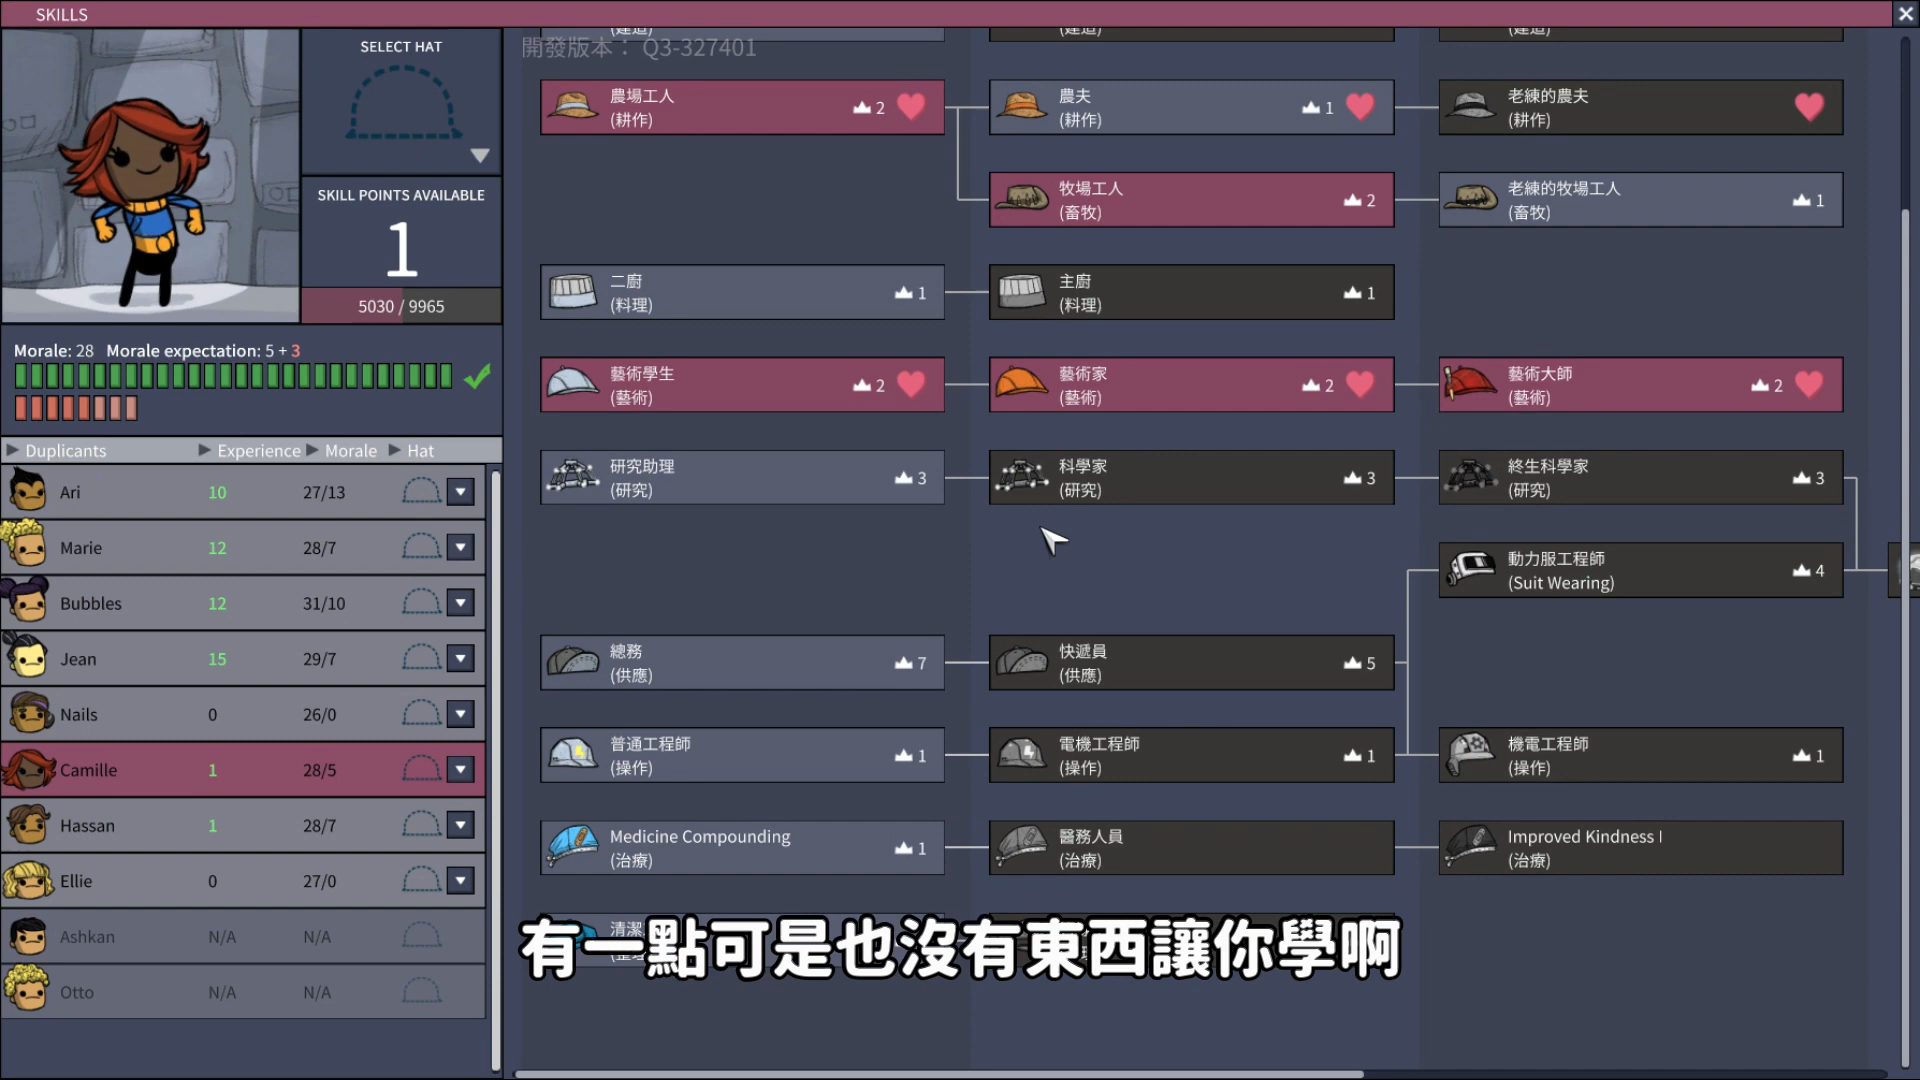 SKILLS
SELECT HAT
SKILL POINTS AVAILABLE
1
5030 / 9965
Morale: 28 Morale expectation: 5 + 3
Duplicants Experience Morale Hat
Ari 10 27/13
Marie 12 28/7
Bubbles 12 31/10
Jean 15 29/7
Nails 0 26/0
Camille 1 28/5
Hassan 1 28/7
Ellie 0 27/0
Ashkan N/A N/A
Otto N/A N/A
(建造)
(建造)
開發版本： Q3-327401
農場工人
(耕作)
2
農夫
(耕作)
1
老練的農夫
(耕作)
牧場工人
(畜牧)
2
老練的牧場工人
(畜牧)
1
二廚
(料理)
1
主廚
(料理)
1
藝術學生
(藝術)
2
藝術家
(藝術)
2
藝術大師
(藝術)
2
研究助理
(研究)
3
科學家
(研究)
3
終生科學家
(研究)
3
動力服工程師
(Suit Wearing)
4
總務
(供應)
7
快遞員
(供應)
5
普通工程師
(操作)
1
電機工程師
(操作)
1
機電工程師
(操作)
1
Medicine Compounding
(治療)
1
醫務人員
(治療)
Improved Kindness I
(治療)
清潔
有一點可是也沒有東西讓你學啊